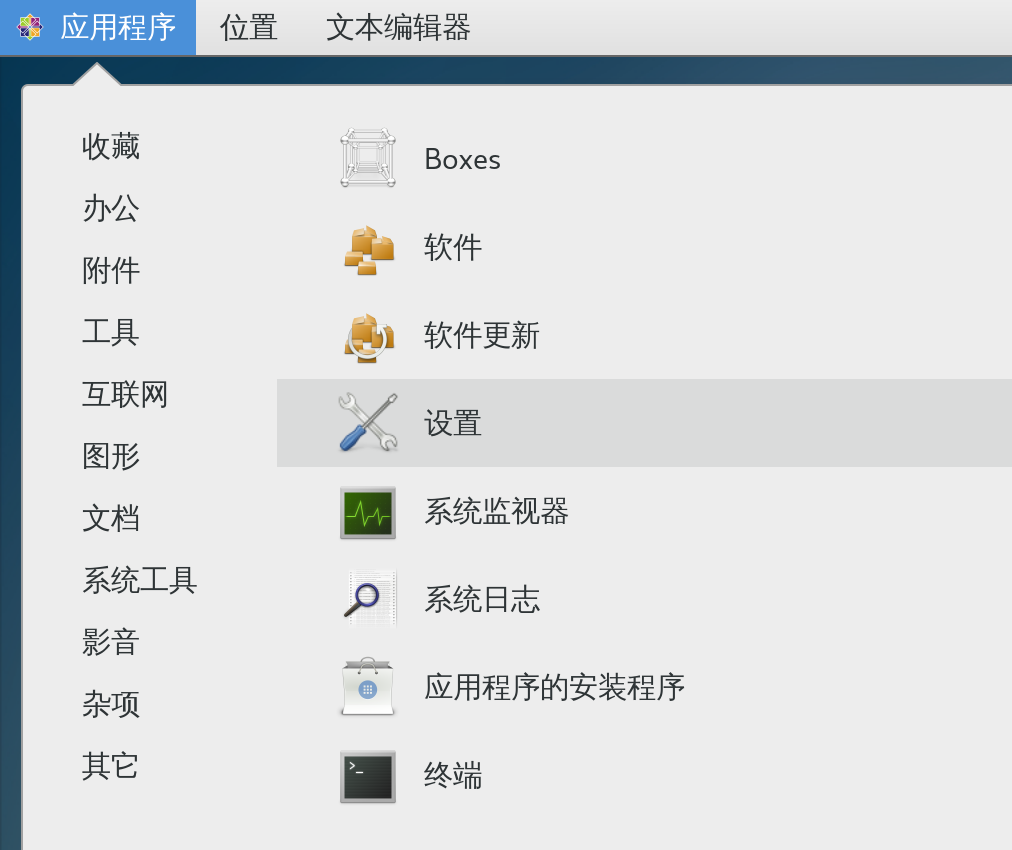 应用程序 位置 文本编辑器
收藏
办公
附件
工具
互联网
图形
文档
系统工具
影音
杂项
其它
Boxes
软件
软件更新
设置
系统监视器
系统日志
应用程序的安装程序
终端